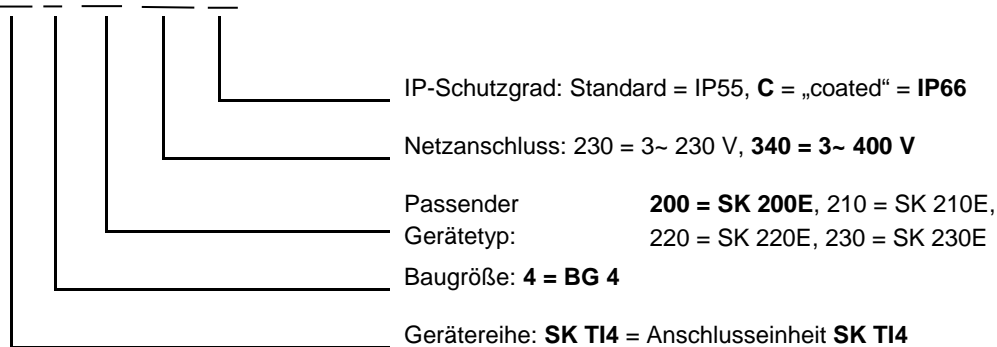 IP-Schutzgrad: Standard = IP55, C = „coated“ = IP66
Netzanschluss: 230 = 3~ 230 V, 340 = 3~ 400 V
Passender 200 = SK 200E, 210 = SK 210E,
Gerätetyp: 220 = SK 220E, 230 = SK 230E
Baugröße: 4 = BG 4
Gerätereihe: SK TI4 = Anschlusseinheit SK TI4